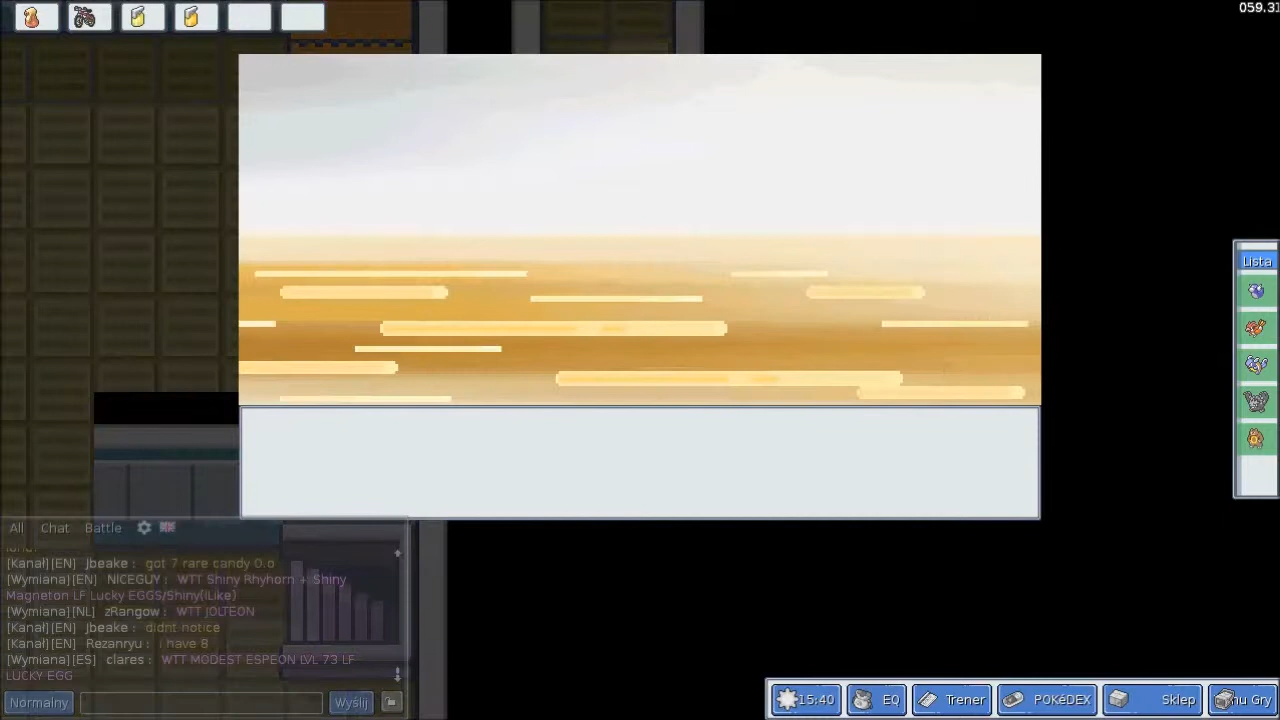 059.31
Lista
All Chat Battle
[Kanał][EN] Jbeake : got 7 rare candy 0.o
[Wymiana][EN] NICEGUY : WTT Shiny Rhyhorn + Shiny
Magneton LF Lucky EGGS/Shiny(ILike)
[Wymiana][NL] zRangow : WTT JOLTEON
[Kanał][EN] Jbeake : didnt notice
[Kanał][EN] Rezanryu : i have 8
[Wymiana][ES] clares : WTT MODEST ESPEON LVL 73 LF
LUCKY EGG
Normalny Wyślij
15:40 EQ Trener POKéDEX Sklep nu Gry